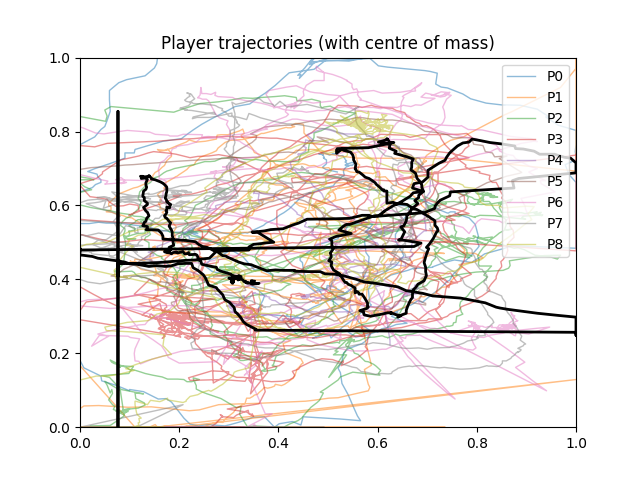 Player trajectories (with centre of mass)
1.0
0.8
0.6
0.4
0.2
0.0
0.0 0.2 0.4 0.6 0.8 1.0
P0
P1
P2
P3
P4
P5
P6
P7
P8